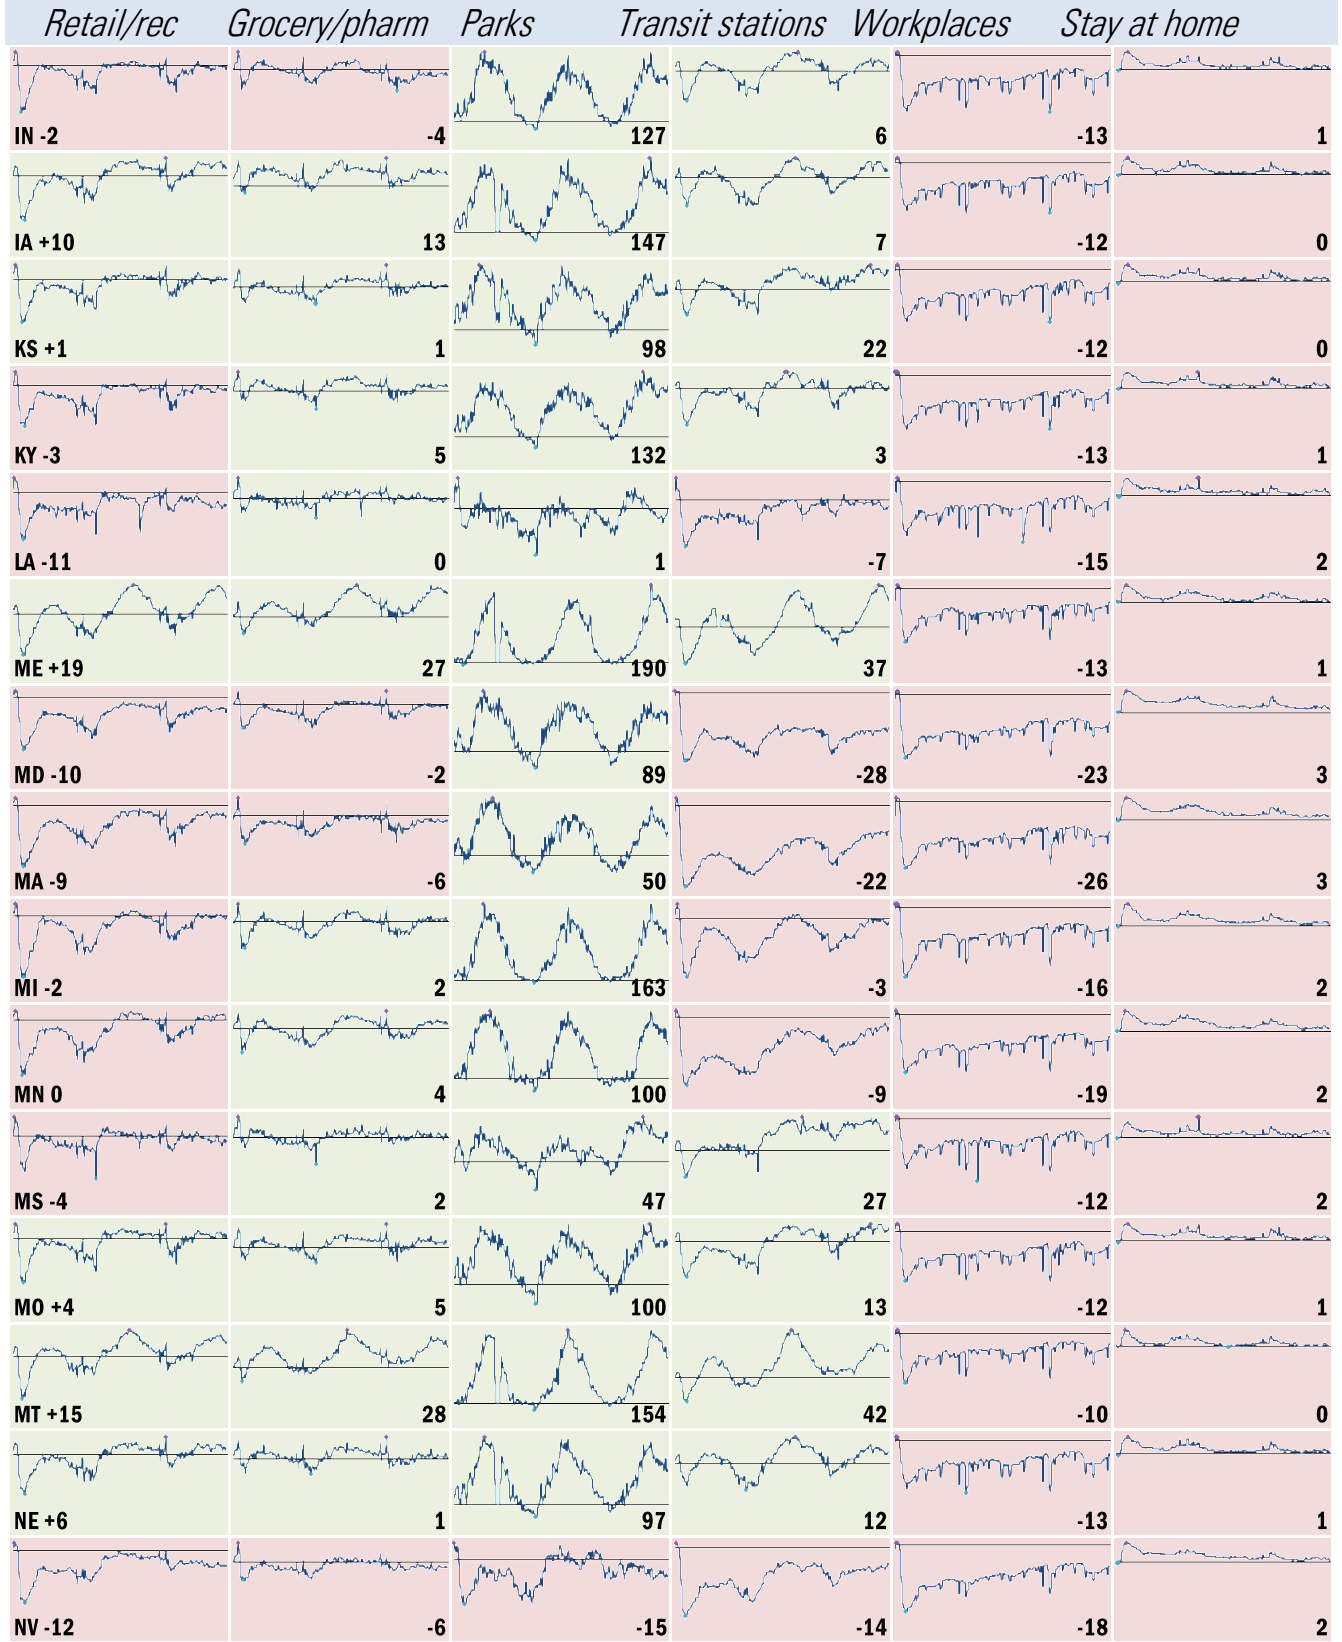 Retail/rec Grocery/pharm Parks Transit stations Workplaces Stay at home
IN -2 -4 127 6 -13 1
IA +10 13 147 7 -12 0
KS +1 1 98 22 -12 0
KY -3 5 132 3 -13 1
LA -11 0 1 -7 -15 2
ME +19 27 190 37 -13 1
MD -10 -2 89 -28 -23 3
MA -9 -6 50 -22 -26 3
MI -2 2 163 -3 -16 2
MN 0 4 100 -9 -19 2
MS -4 2 47 27 -12 2
MO +4 5 100 13 -12 1
MT +15 28 154 42 -10 0
NE +6 1 97 12 -13 1
NV -12 -6 -15 -14 -18 2